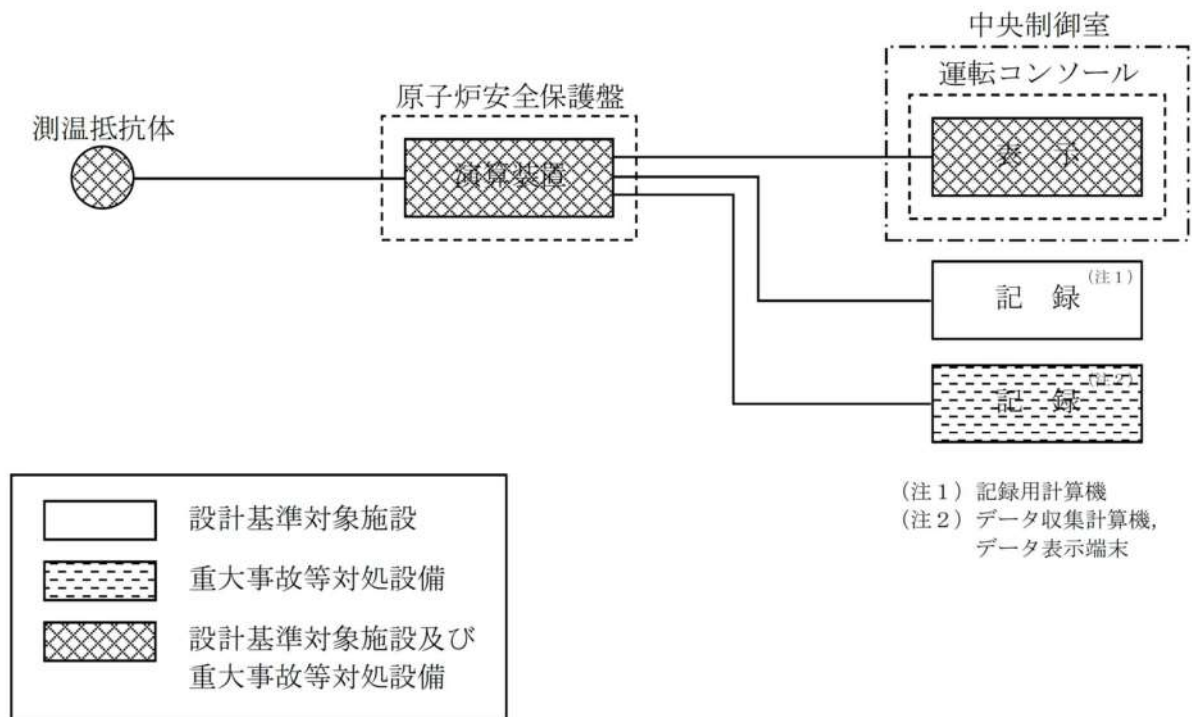 中央制御室
運転コンソール
原子炉安全保護盤
測温抵抗体
演算装置
表 示
記 録 (注1)
記 録 (注2)
(注1) 記録用計算機
(注2) データ収集計算機,
データ表示端末
設計基準対象施設
重大事故等対処設備
設計基準対象施設及び
重大事故等対処設備